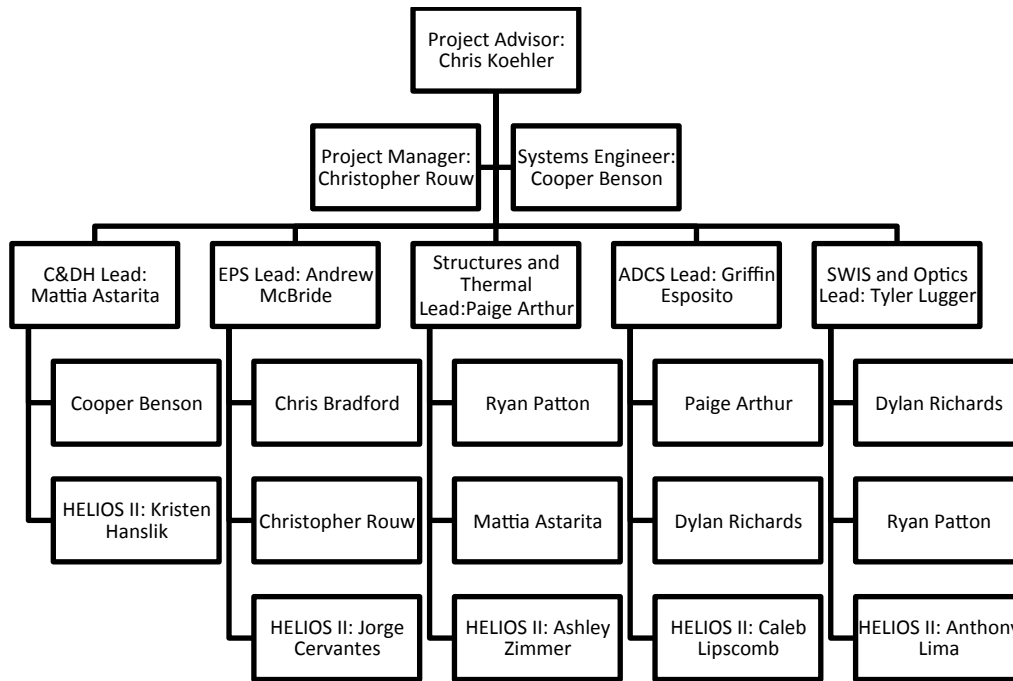 Project Advisor:
Chris Koehler
Project Manager:
Christopher Rouw
Systems Engineer:
Cooper Benson
C&DH Lead:
Mattia Astarita
EPS Lead: Andrew
McBride
Structures and
Thermal
Lead:Paige Arthur
ADCS Lead: Griffin
Esposito
SWIS and Optics
Lead: Tyler Lugger
Cooper Benson
Chris Bradford
Ryan Patton
Paige Arthur
Dylan Richards
HELIOS II: Kristen
Hanslik
Christopher Rouw
Mattia Astarita
Dylan Richards
Ryan Patton
HELIOS II: Jorge
Cervantes
HELIOS II: Ashley
Zimmer
HELIOS II: Caleb
Lipscomb
HELIOS II: Anthony
Lima